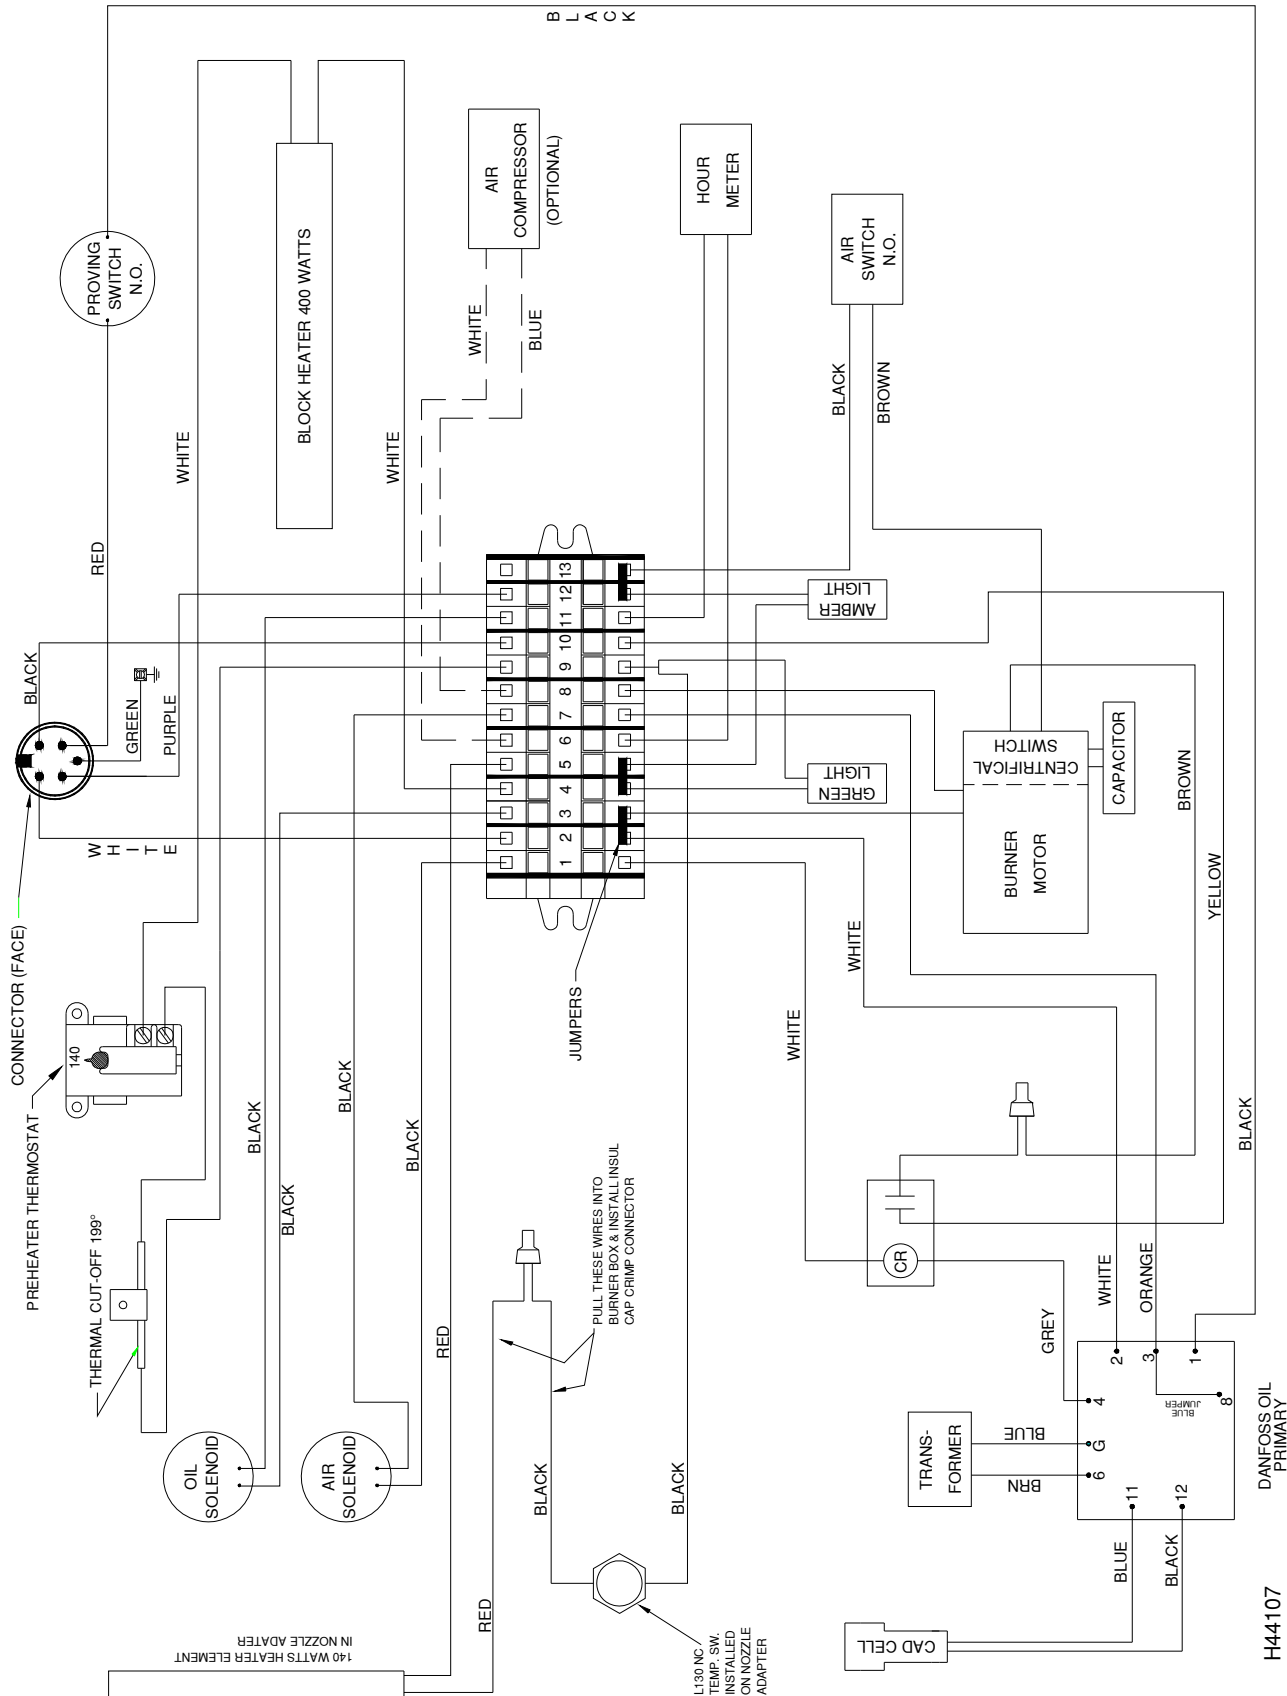 BLACK
PROVING
SWITCH
N.O.
RED
WHITE
BLOCK HEATER 400 WATTS
WHITE
AIR
COMPRESSOR
(OPTIONAL)
WHITE
BLUE
HOUR
METER
AIR
SWITCH
N.O.
BLACK
BROWN
CONNECTOR (FACE)
BLACK
GREEN
PURPLE
WHITE
PREHEATER THERMOSTAT
140
THERMAL CUT-OFF 199°
BLACK
BLACK
BLACK
BLACK
RED
OIL
SOLENOID
AIR
SOLENOID
140 WATTS HEATER ELEMENT
IN NOZZLE ADATER
RED
BLACK
BLACK
PULL THESE WIRES INTO
BURNER BOX & INSTALL INSUL
CAP CRIMP CONNECTOR
L130 NC
TEMP. SW.
INSTALLED
ON NOZZLE
ADAPTER
1
2
3
4
5
6
7
8
9
10
11
12
13
JUMPERS
AMBER
LIGHT
GREEN
LIGHT
BURNER
MOTOR
CENTRIFICAL
SWITCH
CAPACITOR
BROWN
YELLOW
WHITE
WHITE
BLACK
CR
GREY
WHITE
ORANGE
TRANS-
FORMER
BLUE
BRN
2
3
1
4
G
6
11
12
8
BLUE
JUMPER
DANFOSS OIL
PRIMARY
BLUE
BLACK
CAD CELL
H44107